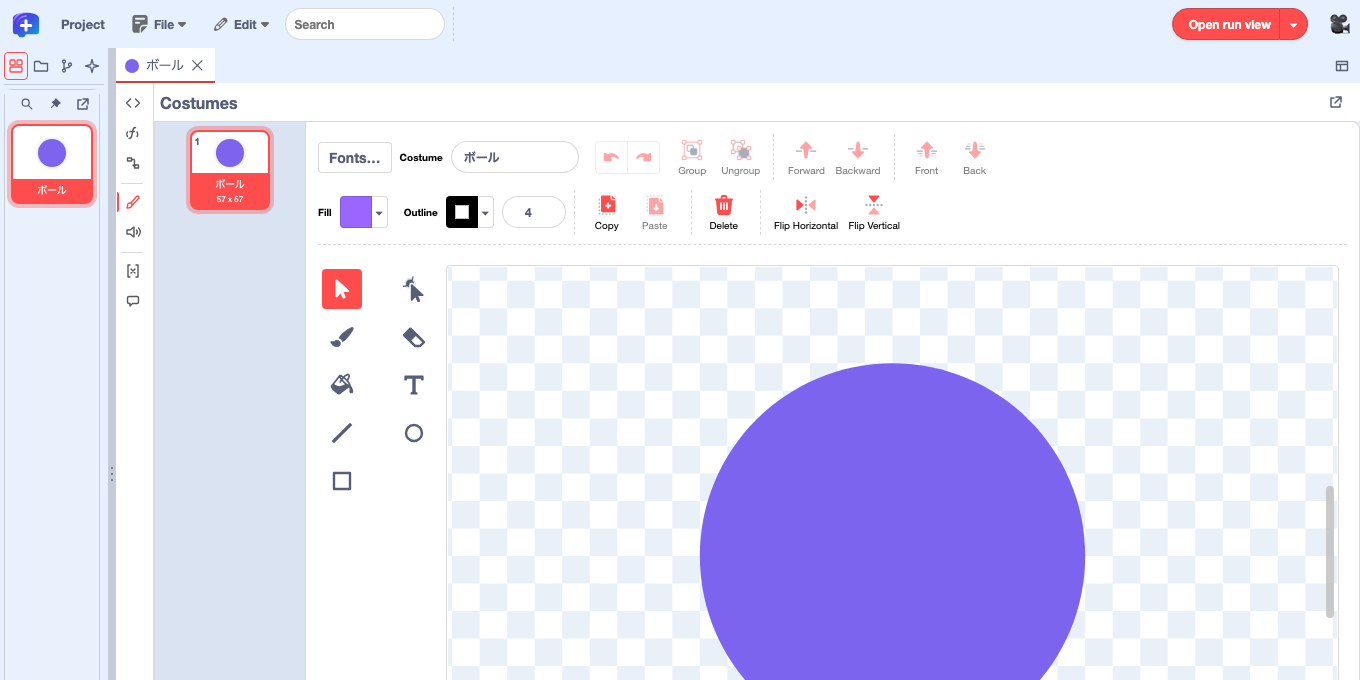 Project
File
Edit
Search
Open run view
ボール
Costumes
ボール
1
ボール
57 x 57
Fonts...
Costume
ボール
Group
Ungroup
Forward
Backward
Front
Back
Fill
Outline
4
Copy
Paste
Delete
Flip Horizontal
Flip Vertical